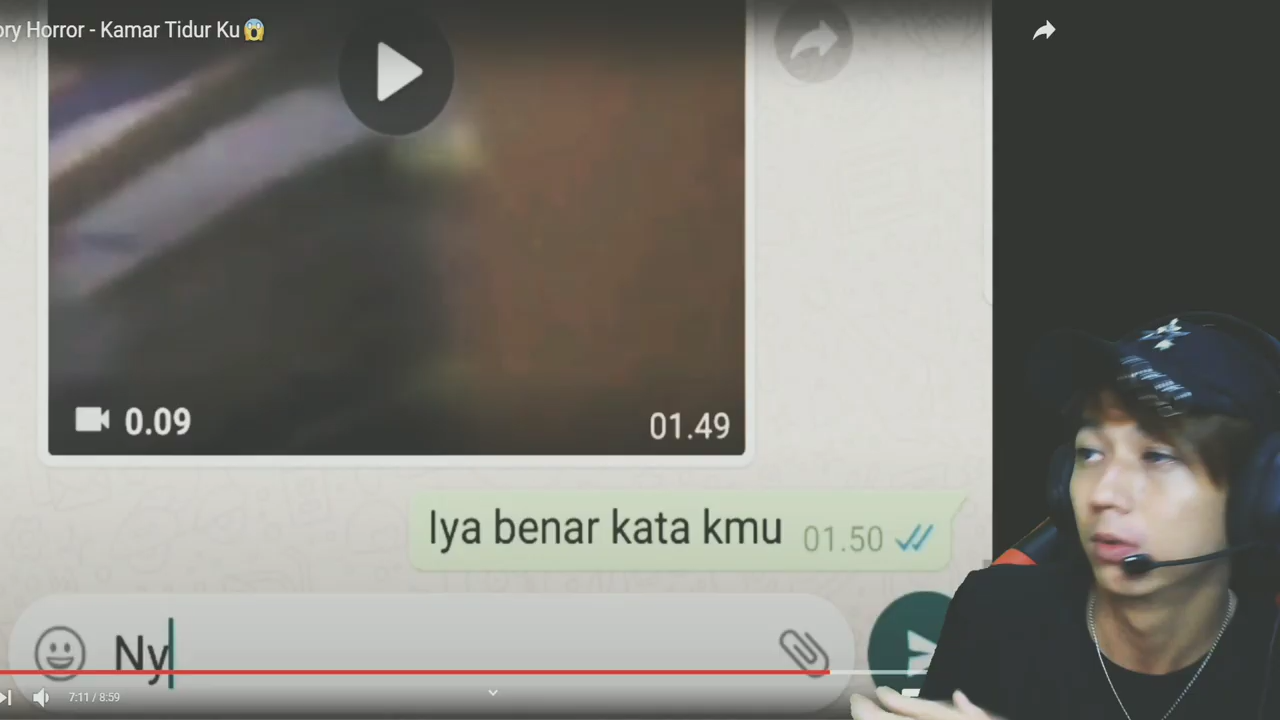 ory Horror - Kamar Tidur Ku😱
0.09
01.49
Iya benar kata kmu 01.50
Ny
7:11 / 8:59